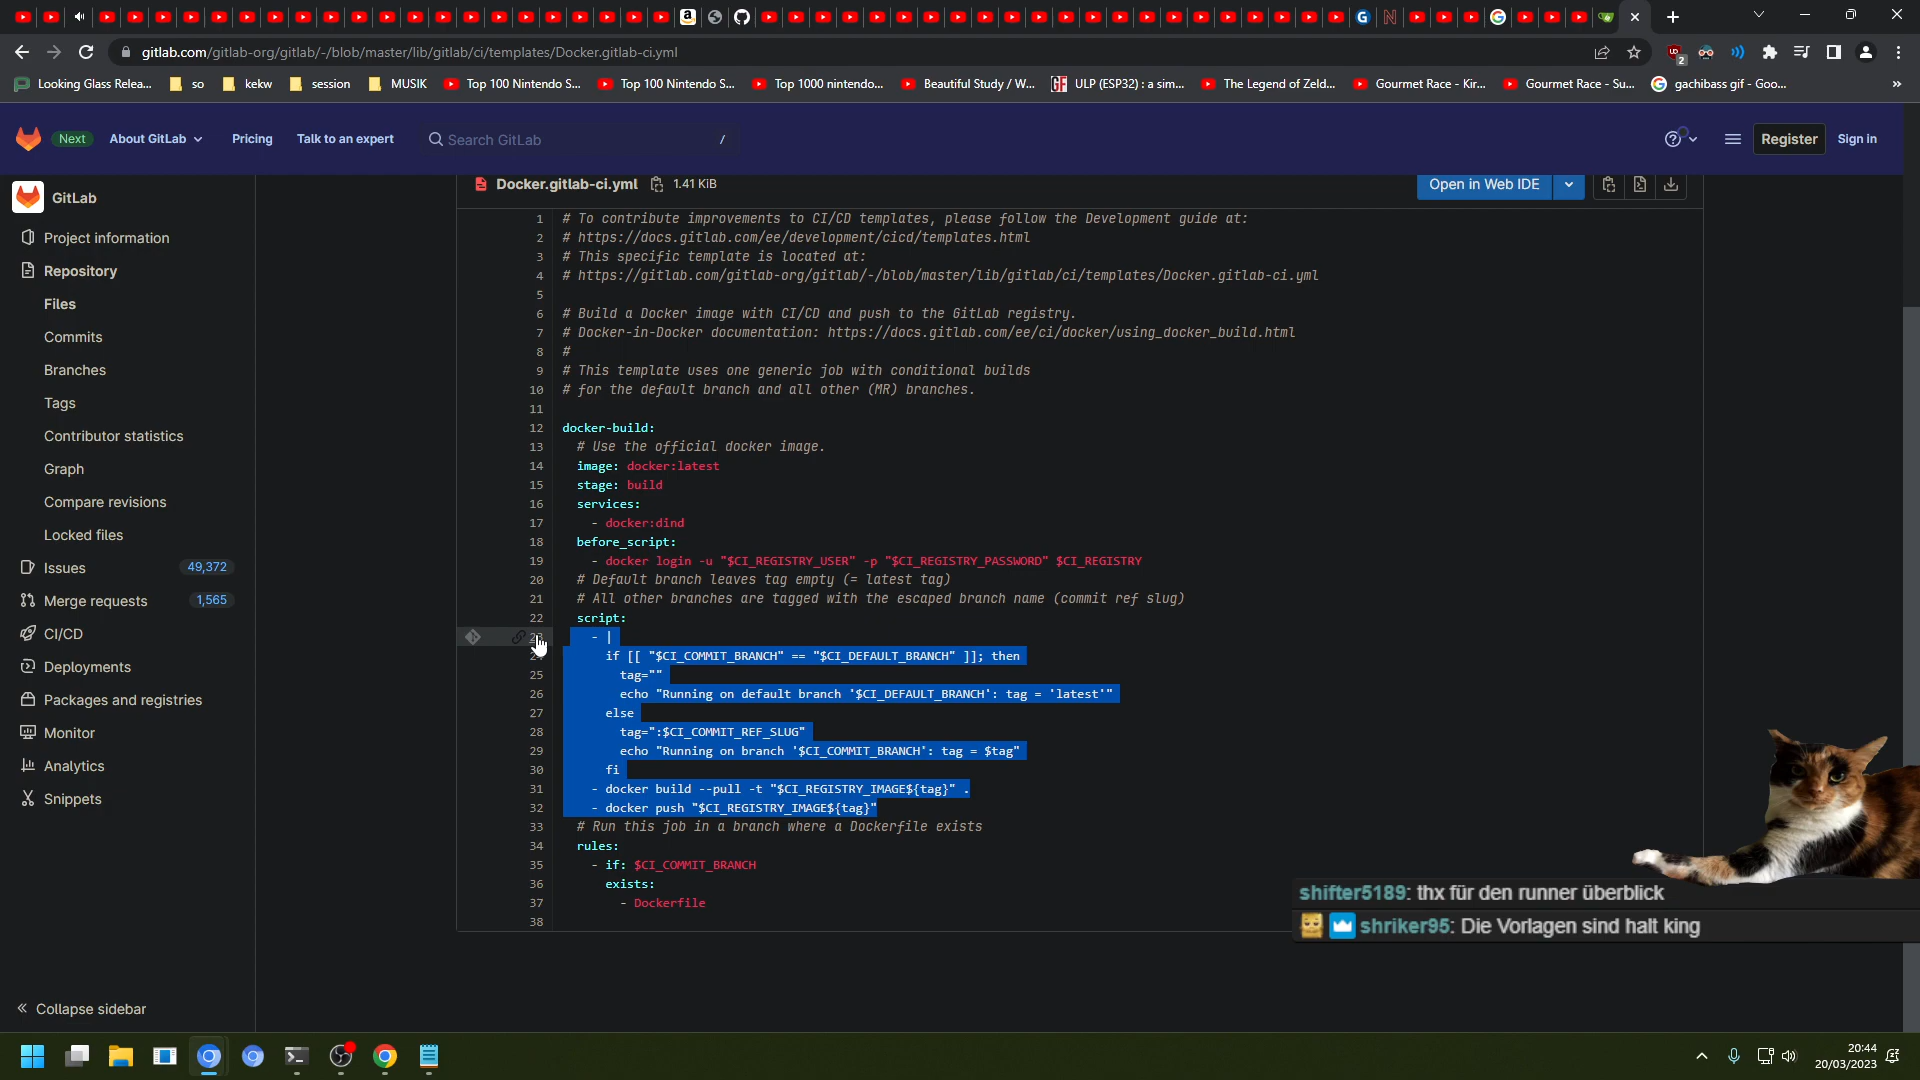 gitlab.com/gitlab-org/gitlab/-/blob/master/lib/gitlab/ci/templates/Docker.gitlab-ci.yml
2
Looking Glass Relea... so kekw session MUSIK Top 100 Nintendo S... Top 100 Nintendo S... Top 1000 nintendo... Beautiful Study / W... ULP (ESP32) : a sim... The Legend of Zeld... Gourmet Race - Kir... Gourmet Race - Su... gachibass gif - Goo... »
Next About GitLab Pricing Talk to an expert Search GitLab / Register Sign in
GitLab
Project information
Repository
Files
Commits
Branches
Tags
Contributor statistics
Graph
Compare revisions
Locked files
Issues 49,372
Merge requests 1,565
CI/CD
Deployments
Packages and registries
Monitor
Analytics
Snippets
Collapse sidebar
Docker.gitlab-ci.yml 1.41 KiB
Open in Web IDE
1 # To contribute improvements to CI/CD templates, please follow the Development guide at:
2 # https://docs.gitlab.com/ee/development/cicd/templates.html
3 # This specific template is located at:
4 # https://gitlab.com/gitlab-org/gitlab/-/blob/master/lib/gitlab/ci/templates/Docker.gitlab-ci.yml
5
6 # Build a Docker image with CI/CD and push to the GitLab registry.
7 # Docker-in-Docker documentation: https://docs.gitlab.com/ee/ci/docker/using_docker_build.html
8 #
9 # This template uses one generic job with conditional builds
10 # for the default branch and all other (MR) branches.
11
12 docker-build:
13 # Use the official docker image.
14 image: docker:latest
15 stage: build
16 services:
17 - docker:dind
18 before_script:
19 - docker login -u "$CI_REGISTRY_USER" -p "$CI_REGISTRY_PASSWORD" $CI_REGISTRY
20 # Default branch leaves tag empty (= latest tag)
21 # All other branches are tagged with the escaped branch name (commit ref slug)
22 script:
23 - |
24 if [[ "$CI_COMMIT_BRANCH" == "$CI_DEFAULT_BRANCH" ]]; then
25 tag=""
26 echo "Running on default branch '$CI_DEFAULT_BRANCH': tag = 'latest'"
27 else
28 tag=":$CI_COMMIT_REF_SLUG"
29 echo "Running on branch '$CI_COMMIT_BRANCH': tag = $tag"
30 fi
31 - docker build --pull -t "$CI_REGISTRY_IMAGE${tag}" .
32 - docker push "$CI_REGISTRY_IMAGE${tag}"
33 # Run this job in a branch where a Dockerfile exists
34 rules:
35 - if: $CI_COMMIT_BRANCH
36 exists:
37 - Dockerfile
38
shifter5189: thx für den runner überblick
shriker95: Die Vorlagen sind halt king
20:44
20/03/2023